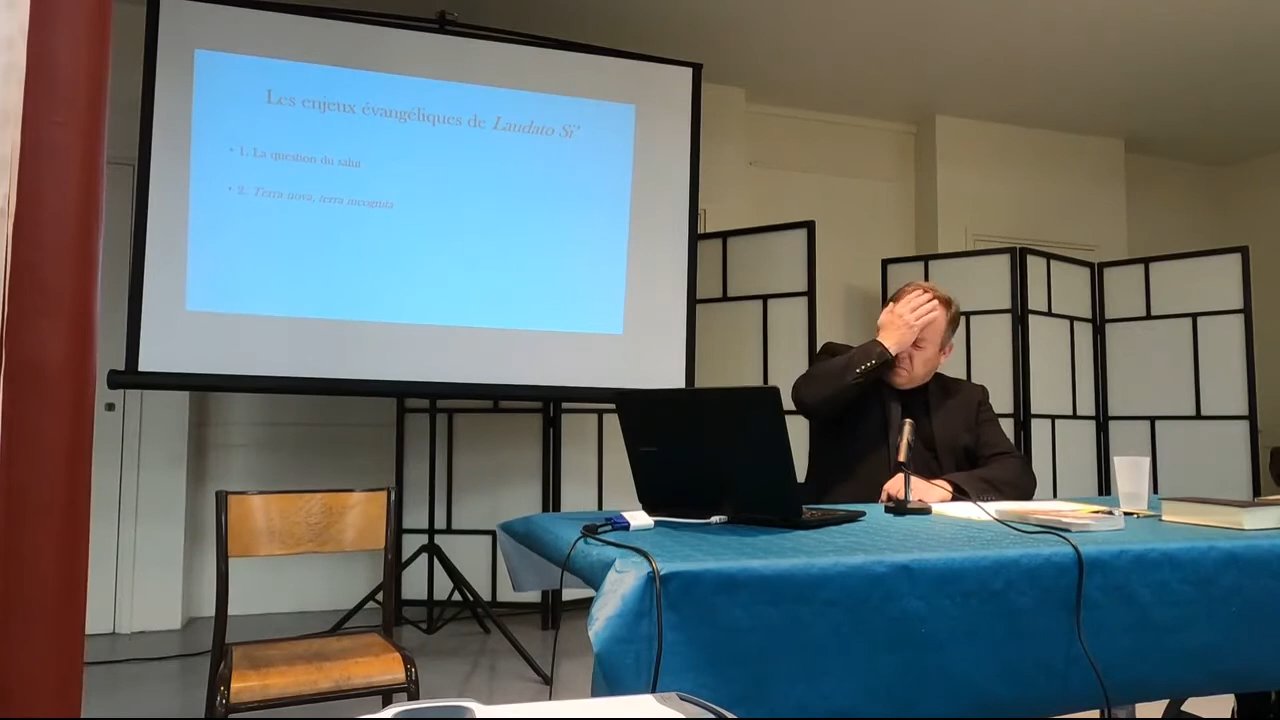 Les enjeux évangéliques de Laudato Si'
• 1. La question du salut
• 2. Terra nova, terra incognita